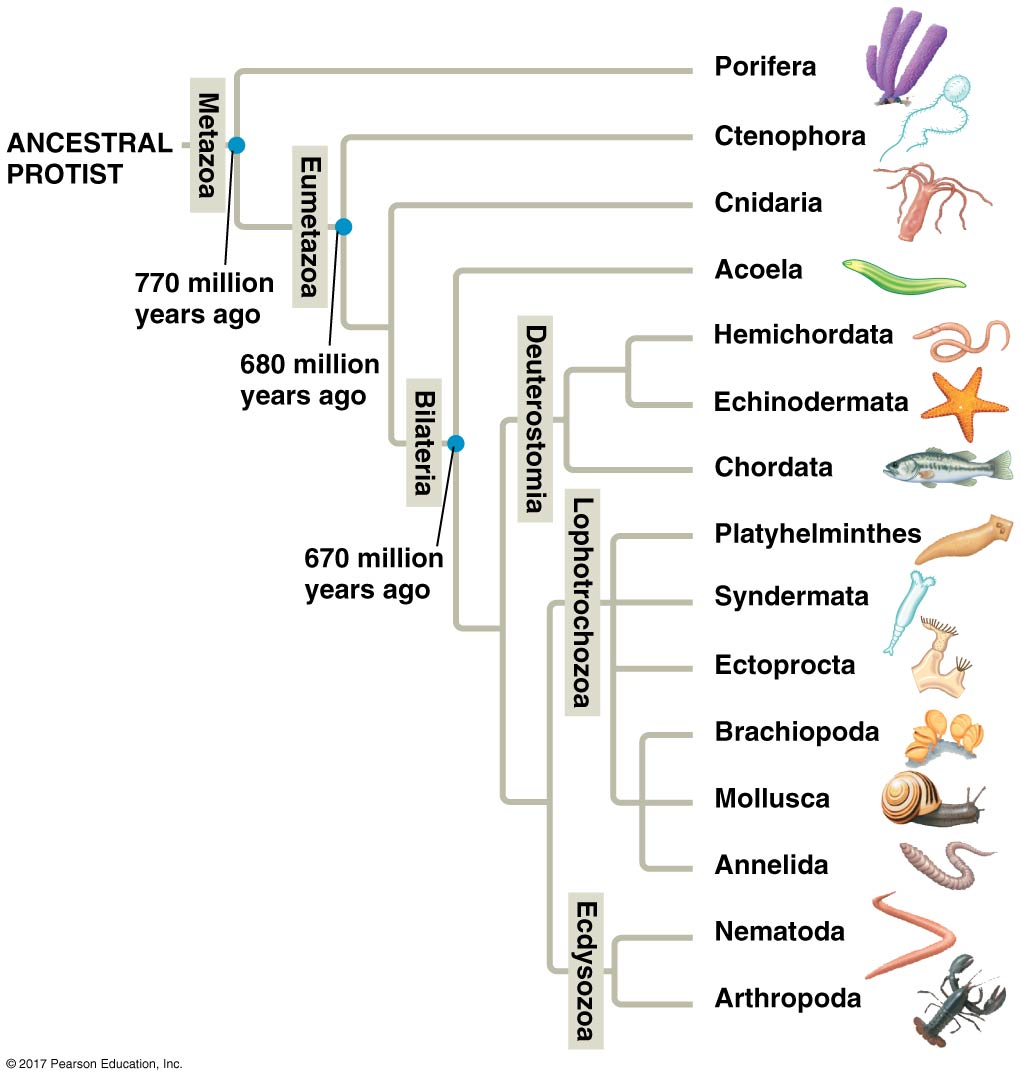 Porifera
Ctenophora
Metazoa
ANCESTRAL
PROTIST
Eumetazoa
Cnidaria
770 million
years ago
Acoela
680 million
years ago
Deuterostomia
Hemichordata
Echinodermata
Bilateria
Chordata
Lophotrochozoa
Platyhelminthes
670 million
years ago
Syndermata
Ectoprocta
Brachiopoda
Mollusca
Annelida
Ecdysozoa
Nematoda
Arthropoda
© 2017 Pearson Education, Inc.